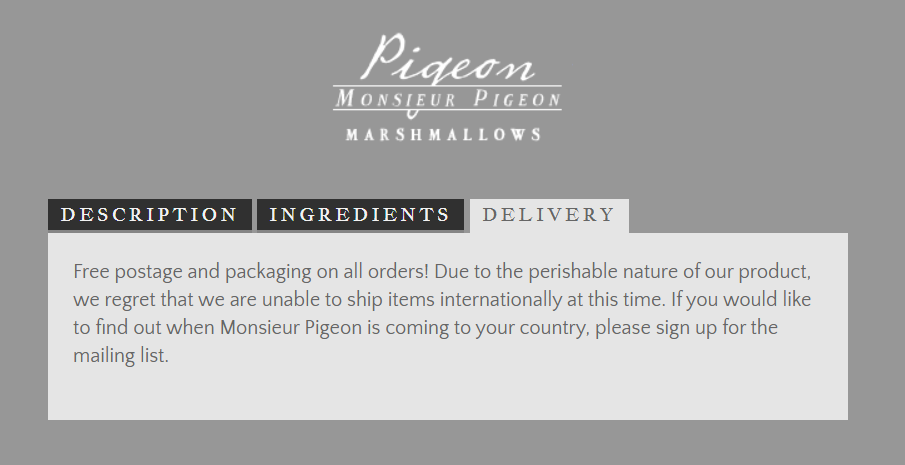 Pigeon
MONSIEUR PIGEON
MARSHMALLOWS
DESCRIPTION INGREDIENTS DELIVERY
Free postage and packaging on all orders! Due to the perishable nature of our product,
we regret that we are unable to ship items internationally at this time. If you would like
to find out when Monsieur Pigeon is coming to your country, please sign up for the
mailing list.